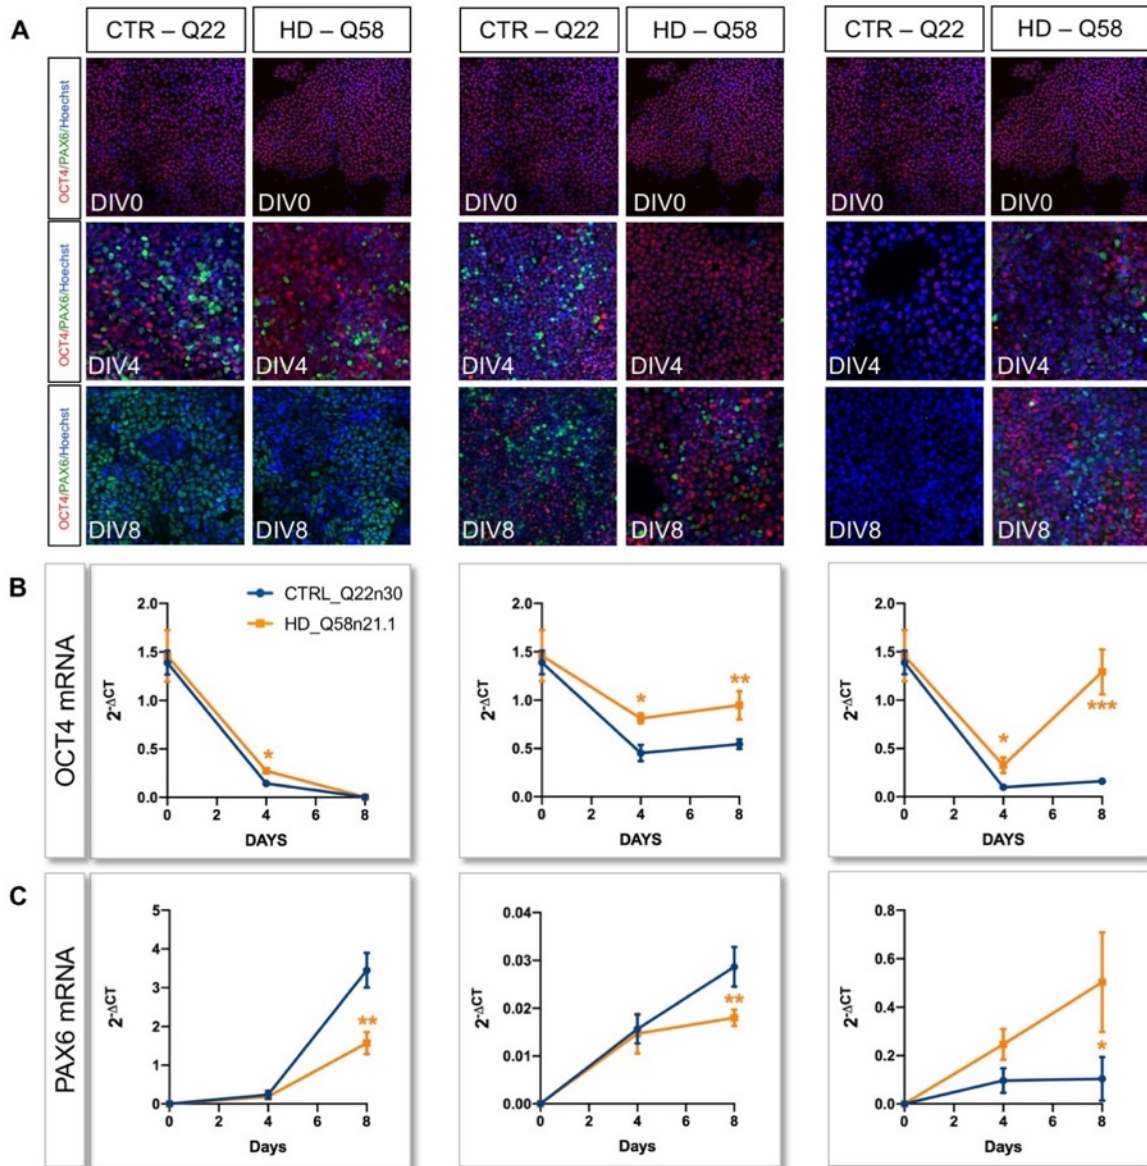 A
CTR – Q22 HD – Q58 CTR – Q22 HD – Q58 CTR – Q22 HD – Q58
OCT4/PAX6/Hoechst
DIV0 DIV0 DIV0 DIV0 DIV0 DIV0
OCT4/PAX6/Hoechst
DIV4 DIV4 DIV4 DIV4 DIV4 DIV4
OCT4/PAX6/Hoechst
DIV8 DIV8 DIV8 DIV8 DIV8 DIV8
B
OCT4 mRNA
CTRL_Q22n30
HD_Q58n21.1
2-ΔCT
2.0
1.5
1.0
0.5
0.0
*
0 2 4 6 8
DAYS
2-ΔCT
2.0
1.5
1.0
0.5
0.0
* **
0 2 4 6 8
DAYS
2-ΔCT
2.0
1.5
1.0
0.5
0.0
* ***
0 2 4 6 8
DAYS
C
PAX6 mRNA
2-ΔCT
5
4
3
2
1
0
**
0 2 4 6 8
Days
2-ΔCT
0.04
0.03
0.02
0.01
0.00
**
0 2 4 6 8
Days
2-ΔCT
0.8
0.6
0.4
0.2
0.0
*
0 2 4 6 8
Days